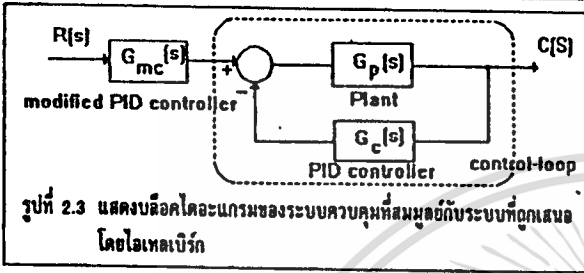 R(s)
G_mc(s)
+
−
G_p(s)
C(S)
modified PID controller
Plant
G_c(s)
PID controller
control-loop
รูปที่ 2.3 แสดงบล็อคไดอะแกรมของระบบควบคุมที่สมมูลย์กับระบบที่ถูกเสนอ
โดยไอเทลเบิร์ก